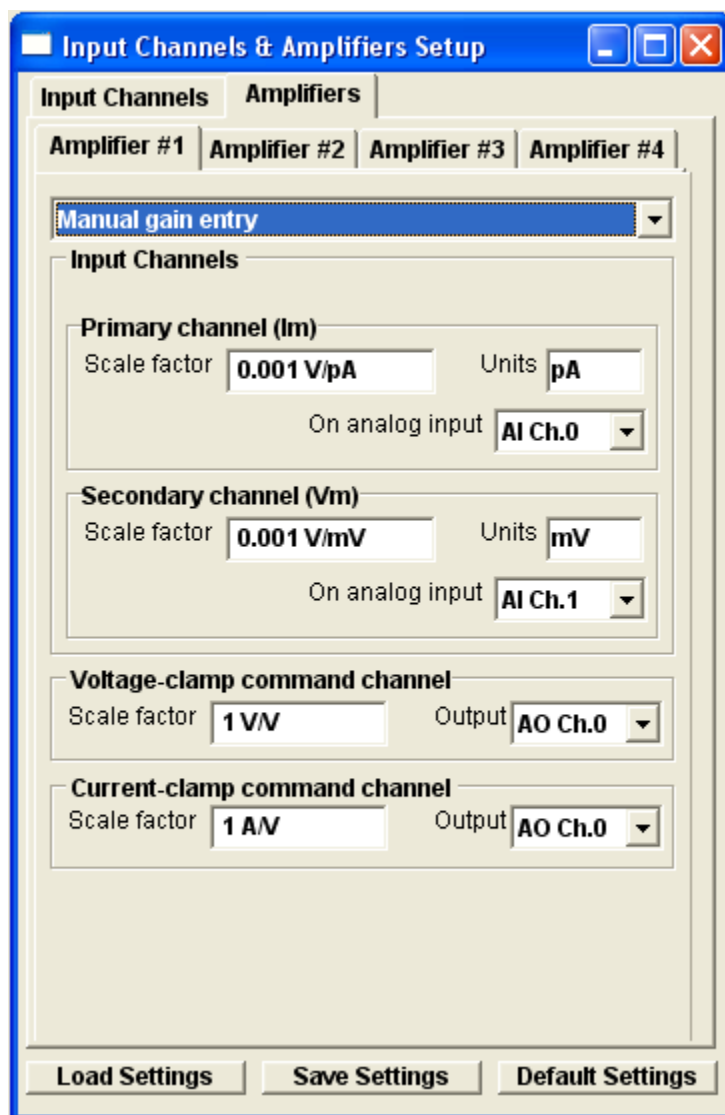 Input Channels & Amplifiers Setup
Input Channels Amplifiers
Amplifier #1 Amplifier #2 Amplifier #3 Amplifier #4
Manual gain entry
Input Channels
Primary channel (Im)
Scale factor 0.001 V/pA Units pA
On analog input AI Ch.0
Secondary channel (Vm)
Scale factor 0.001 V/mV Units mV
On analog input AI Ch.1
Voltage-clamp command channel
Scale factor 1 V/V Output AO Ch.0
Current-clamp command channel
Scale factor 1 A/V Output AO Ch.0
Load Settings Save Settings Default Settings